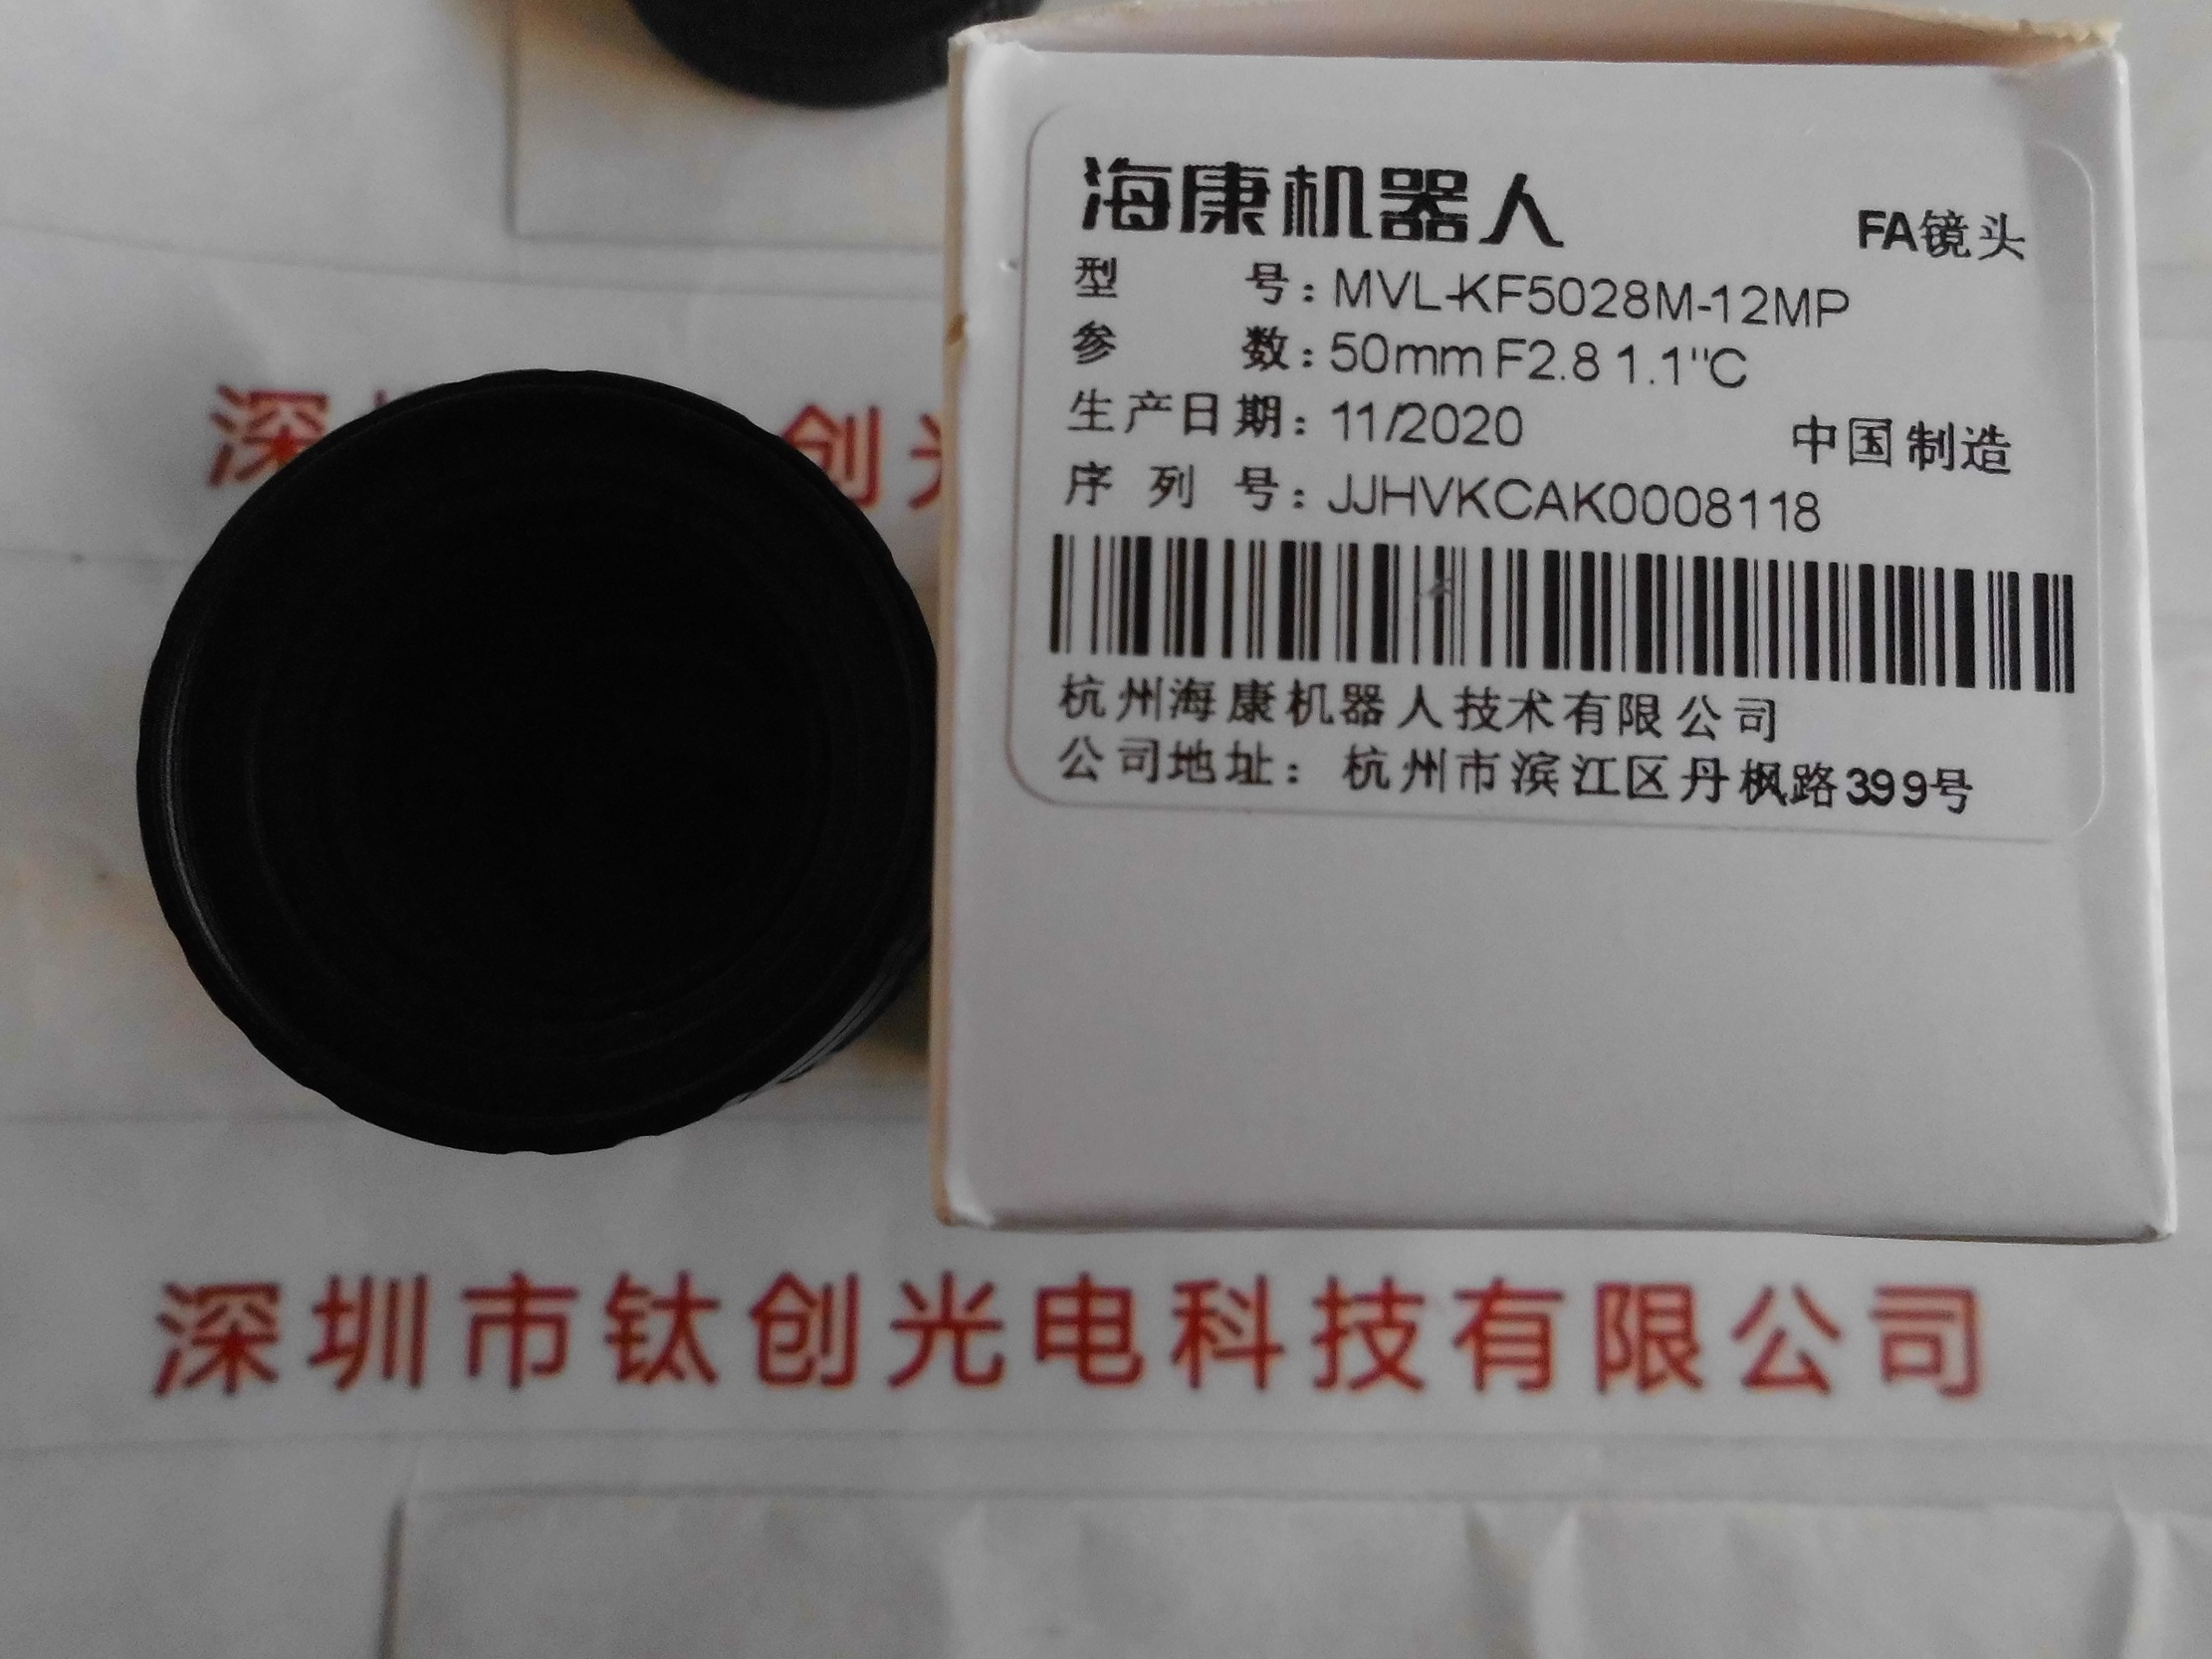 深 创
海康机器人 FA镜头
型 号：MVL-KF5028M-12MP
参 数：50mm F2.8 1.1"C
生产日期：11/2020 中国制造
序列号：JJHVKCAK0008118
杭州海康机器人技术有限公司
公司地址： 杭州市滨江区丹枫路399号
深圳市钛创光电科技有限公司